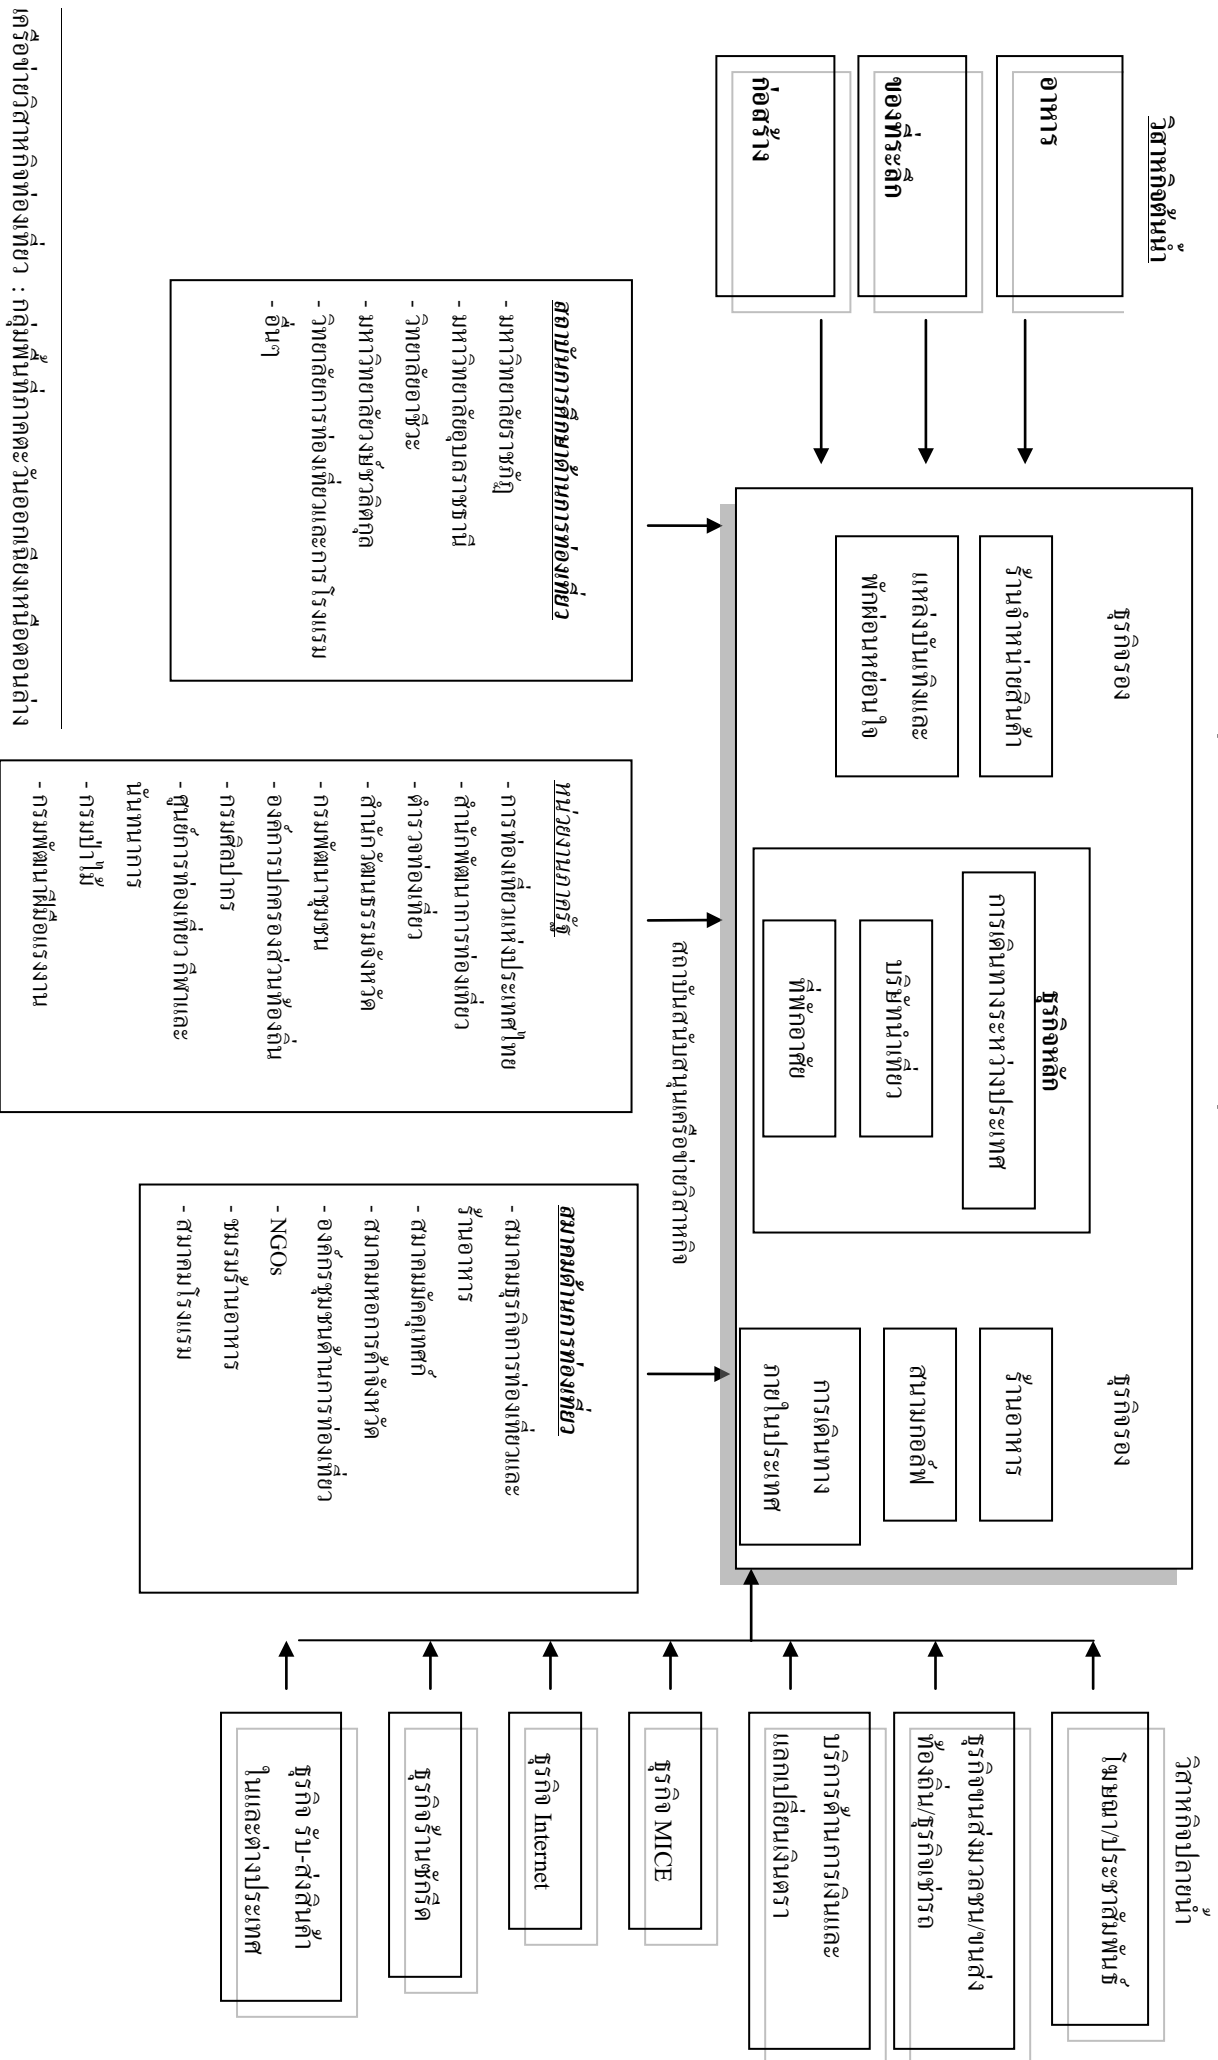 วิสาหกิจต้นน้ำ
อาหาร
ของที่ระลึก
ก่อสร้าง
ธุรกิจรอง
ร้านจำหน่ายสินค้า
แหล่งบันเทิงและ
พักผ่อนหย่อนใจ
ธุรกิจหลัก
การเดินทางระหว่างประเทศ
บริษัทนำเที่ยว
ที่พักอาศัย
ธุรกิจรอง
ร้านอาหาร
สนามกอล์ฟ
การเดินทาง
ภายในประเทศ
วิสาหกิจปลายน้ำ
โฆษณา/ประชาสัมพันธ์
ธุรกิจขนส่งมวลชน/ขนส่ง
ท้องถิ่น/ธุรกิจเช่ารถ
บริการด้านการเงินและ
แลกเปลี่ยนเงินตรา
ธุรกิจ MICE
ธุรกิจ Internet
ธุรกิจร้านซักรีด
ธุรกิจ รับ-ส่งสินค้า
ในและต่างประเทศ
สถาบันสนับสนุนเครือข่ายวิสาหกิจ
สถาบันการศึกษาด้านการท่องเที่ยว
- มหาวิทยาลัยราชภัฏ
- มหาวิทยาลัยอุบลราชธานี
- วิทยาลัยอาชีวะ
- มหาวิทยาลัยวงษ์ชวลิตกุล
- วิทยาลัยการท่องเที่ยวและการโรงแรม
- อื่นๆ
หน่วยงานภาครัฐ
- การท่องเที่ยวแห่งประเทศไทย
- สำนักพัฒนาการท่องเที่ยว
- ตำรวจท่องเที่ยว
- สำนักวัฒนธรรมจังหวัด
- กรมพัฒนาชุมชน
- องค์การปกครองส่วนท้องถิ่น
- กรมศิลปากร
- ศูนย์การท่องเที่ยว กีฬาและ
นันทนาการ
- กรมป่าไม้
- กรมพัฒนาฝีมือแรงงาน
สมาคมด้านการท่องเที่ยว
- สมาคมธุรกิจการท่องเที่ยวและ
ร้านอาหาร
- สมาคมมัคคุเทศก์
- สมาคมหอการค้าจังหวัด
- องค์กรชุมชนด้านการท่องเที่ยว
- NGOs
- ชมรมร้านอาหาร
- สมาคมโรงแรม
เครือข่ายวิสาหกิจท่องเที่ยว : กลุ่มพื้นที่ภาคตะวันออกเฉียงเหนือตอนล่าง